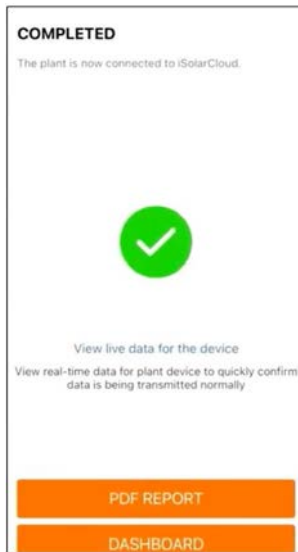 COMPLETED
The plant is now connected to iSolarCloud.
View live data for the device
View real-time data for plant device to quickly confirm
data is being transmitted normally
PDF REPORT
DASHBOARD